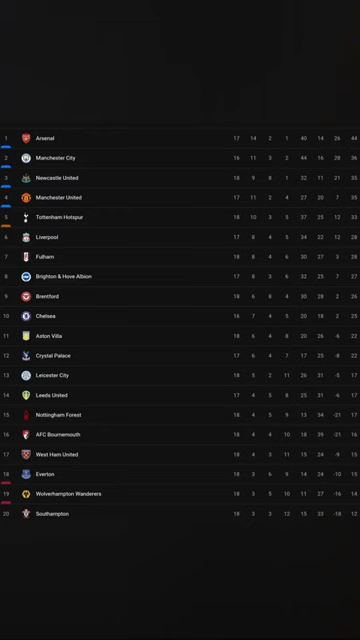 1 Arsenal 17 14 2 1 40 14 26 44
2 Manchester City 16 11 3 2 44 16 28 36
3 Newcastle United 18 9 8 1 32 11 21 35
4 Manchester United 17 11 2 4 27 20 7 35
5 Tottenham Hotspur 18 10 3 5 37 25 12 33
6 Liverpool 17 8 4 5 34 22 12 28
7 Fulham 18 8 4 6 30 27 3 28
8 Brighton & Hove Albion 17 8 3 6 32 25 7 27
9 Brentford 18 6 8 4 30 28 2 26
10 Chelsea 16 7 4 5 20 18 2 25
11 Aston Villa 18 6 4 8 20 26 -6 22
12 Crystal Palace 17 6 4 7 17 25 -8 22
13 Leicester City 18 5 2 11 26 31 -5 17
14 Leeds United 17 4 5 8 25 31 -6 17
15 Nottingham Forest 18 4 5 9 13 34 -21 17
16 AFC Bournemouth 18 4 4 10 18 39 -21 16
17 West Ham United 18 4 3 11 15 24 -9 15
18 Everton 18 3 6 9 14 24 -10 15
19 Wolverhampton Wanderers 18 3 5 10 11 27 -16 14
20 Southampton 18 3 3 12 15 33 -18 12